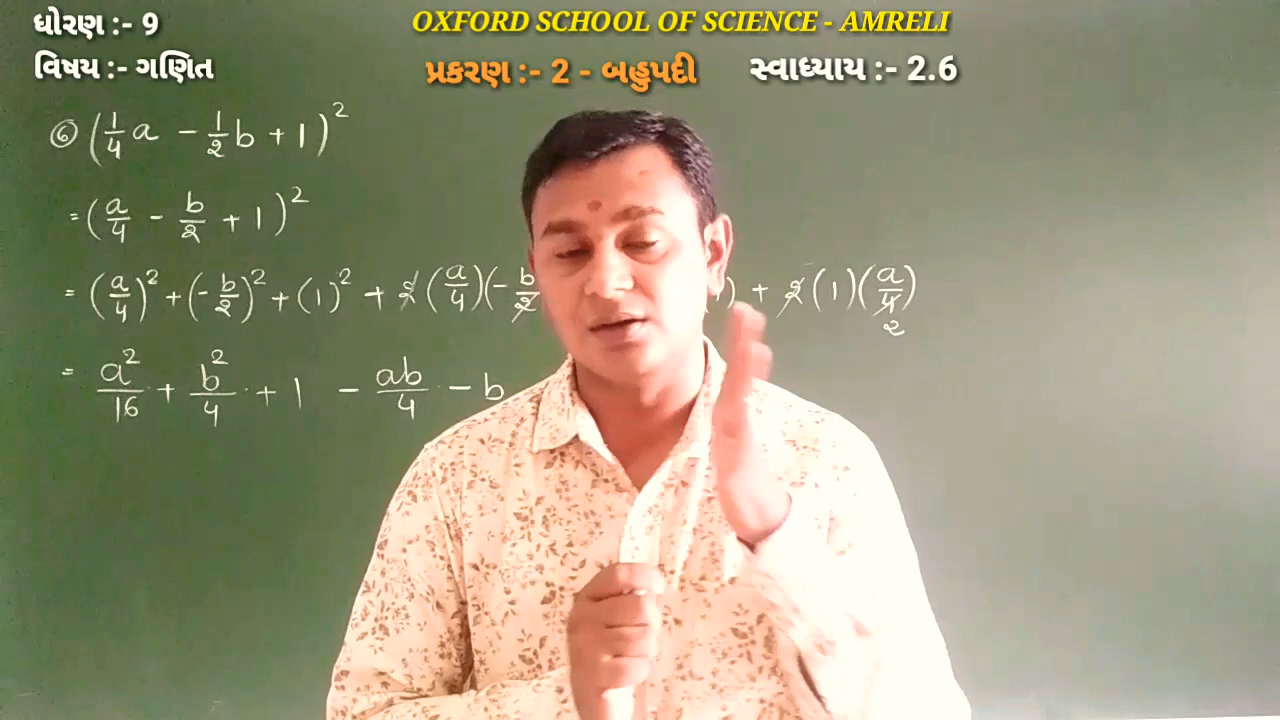 ધોરણ :- 9
OXFORD SCHOOL OF SCIENCE - AMRELI
વિષય :- ગણિત
પ્રકરણ :- 2 - બહુપદી
સ્વાધ્યાય :- 2.6
⑥ (1/4 a - 1/2 b + 1)²
= (a/4 - b/2 + 1)²
= (a/4)² + (-b/2)² + (1)² + 2(a/4)(-b/2 1) + 2(1)(a/4) 2
= a²/16 + b²/4 + 1 - ab/4 - b